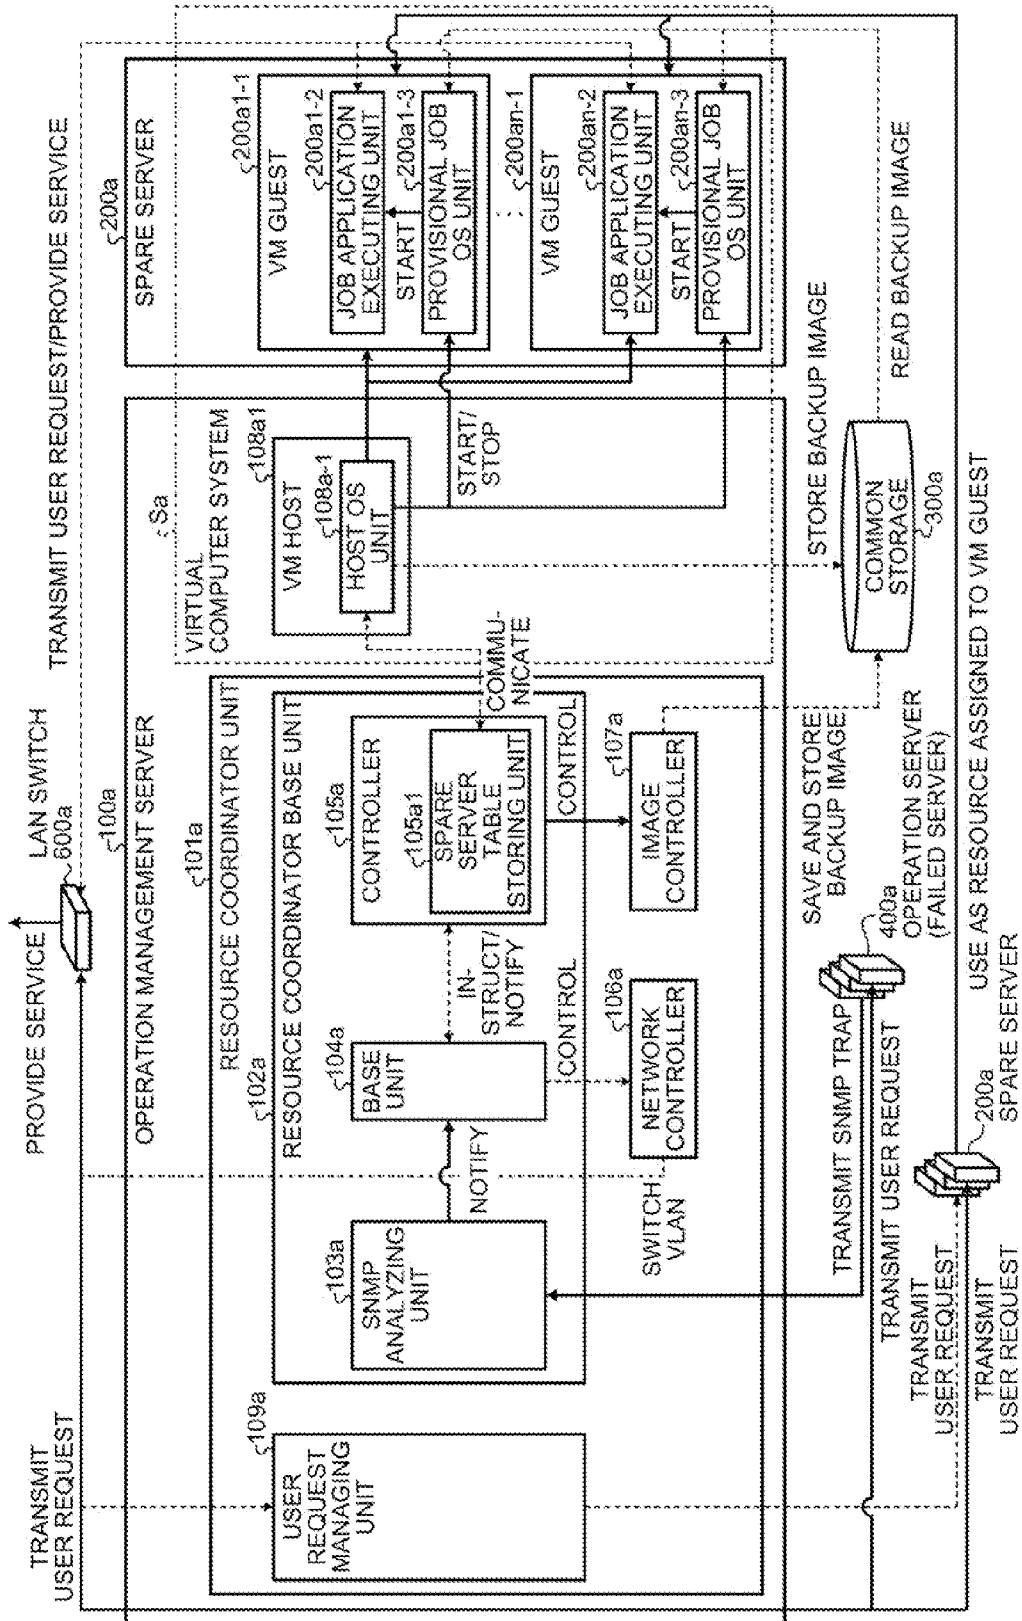 PROVIDE SERVICE
LAN SWITCH
600a
TRANSMIT
USER REQUEST
TRANSMIT USER REQUEST/PROVIDE SERVICE
100a
OPERATION MANAGEMENT SERVER
101a
RESOURCE COORDINATOR UNIT
102a
RESOURCE COORDINATOR BASE UNIT
109a
USER
REQUEST
MANAGING
UNIT
103a
SNMP
ANALYZING
UNIT
NOTIFY
104a
BASE
UNIT
IN-
STRUCT/
NOTIFY
105a
CONTROLLER
105a1
SPARE
SERVER
TABLE
STORING UNIT
COMMU-
NICATE
CONTROL
CONTROL
106a
NETWORK
CONTROLLER
SWITCH
VLAN
107a
IMAGE
CONTROLLER
Sa
VIRTUAL
COMPUTER SYSTEM
108a1
VM HOST
108a-1
HOST OS
UNIT
START/
STOP
200a
SPARE SERVER
200a1-1
VM GUEST
200a1-2
JOB APPLICATION
EXECUTING UNIT
START
200a1-3
PROVISIONAL JOB
OS UNIT
200an-1
VM GUEST
200an-2
JOB APPLICATION
EXECUTING UNIT
START
200an-3
PROVISIONAL JOB
OS UNIT
STORE BACKUP IMAGE
READ BACKUP IMAGE
COMMON
STORAGE
300a
SAVE AND STORE
BACKUP IMAGE
400a
OPERATION SERVER
(FAILED SERVER)
TRANSMIT SNMP TRAP
TRANSMIT USER REQUEST
USE AS RESOURCE ASSIGNED TO VM GUEST
200a
SPARE SERVER
TRANSMIT
USER REQUEST
TRANSMIT
USER REQUEST